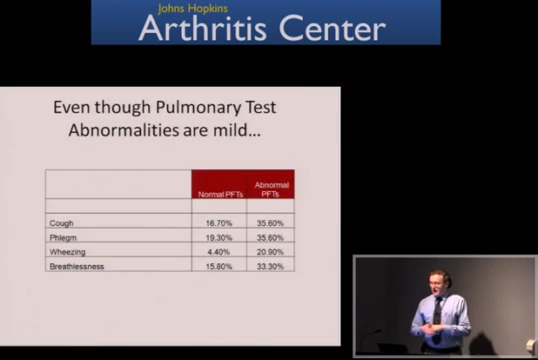 Johns Hopkins
Arthritis Center
Even though Pulmonary Test
Abnormalities are mild...
Normal PFTs Abnormal PFTs
Cough 16.70% 35.60%
Phlegm 19.30% 35.60%
Wheezing 4.40% 20.90%
Breathlessness 15.80% 33.30%